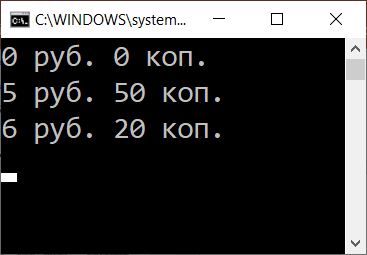 C:\WINDOWS\system...
0 руб. 0 коп.
5 руб. 50 коп.
6 руб. 20 коп.